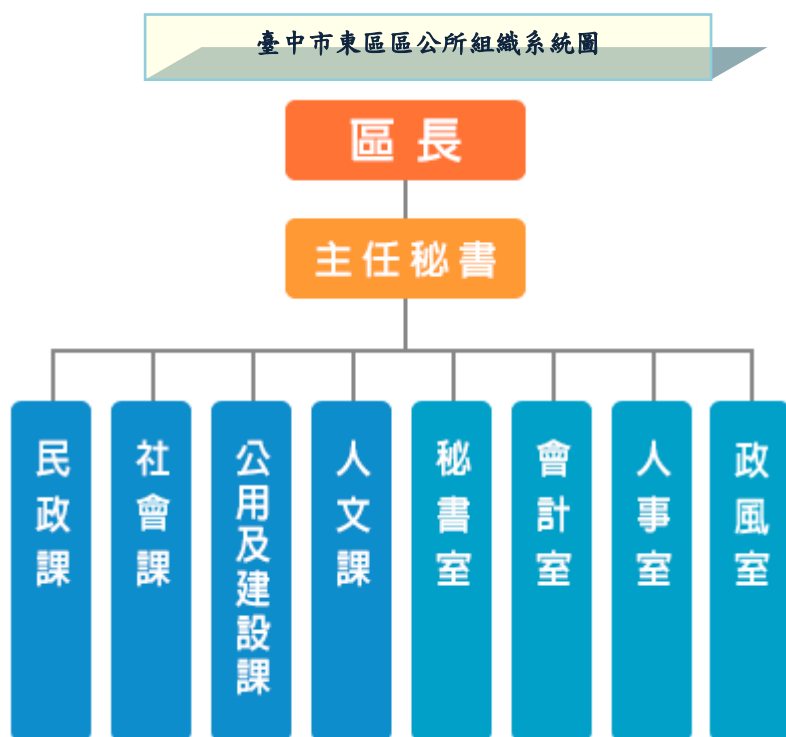 臺中市東區區公所組織系統圖
區長
主任秘書
民政課
社會課
公用及建設課
人文課
秘書室
會計室
人事室
政風室